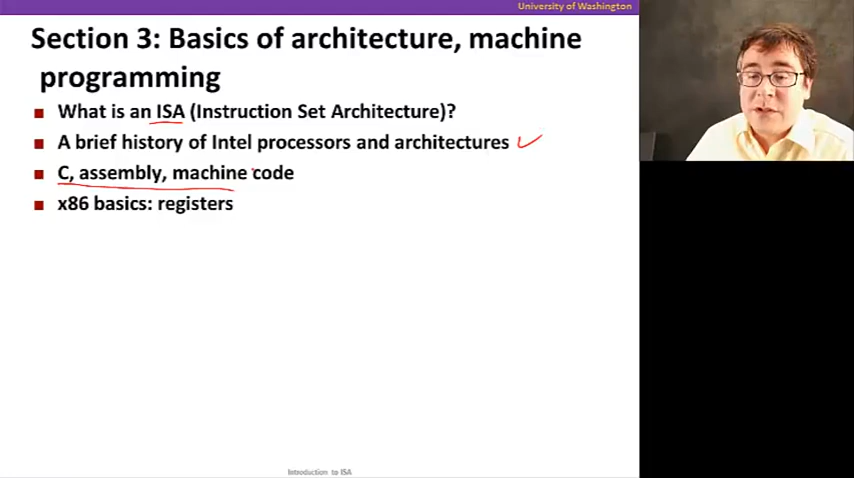 University of Washington
Section 3: Basics of architecture, machine
programming
What is an ISA (Instruction Set Architecture)?
A brief history of Intel processors and architectures
C, assembly, machine code
x86 basics: registers
Introduction to ISA